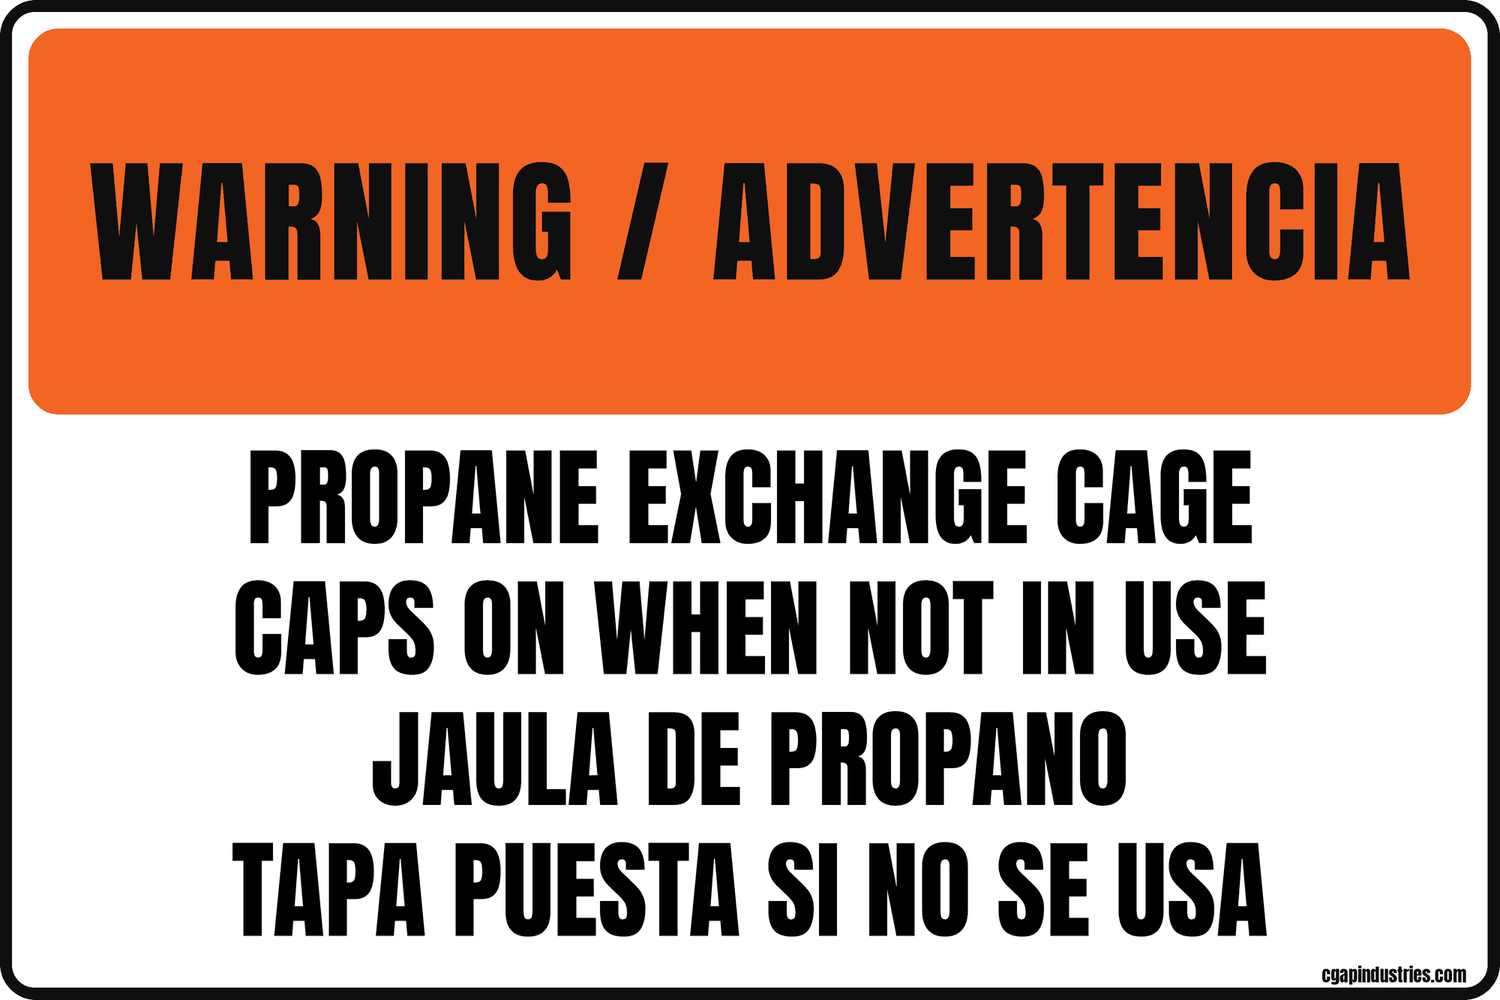 WARNING / ADVERTENCIA
PROPANE EXCHANGE CAGE
CAPS ON WHEN NOT IN USE
JAULA DE PROPANO
TAPA PUESTA SI NO SE USA
cgapindustries.com